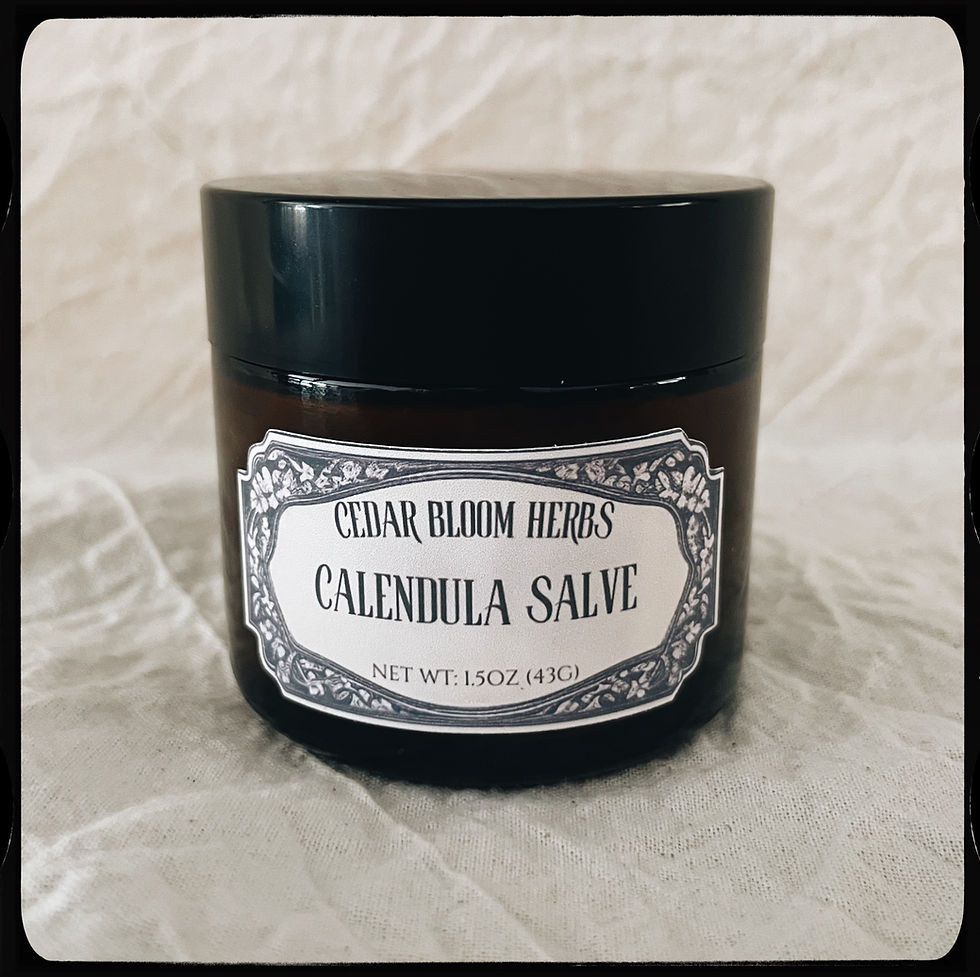 CEDAR BLOOM HERBS
CALENDULA SALVE
NET WT: 1.5OZ (43G)